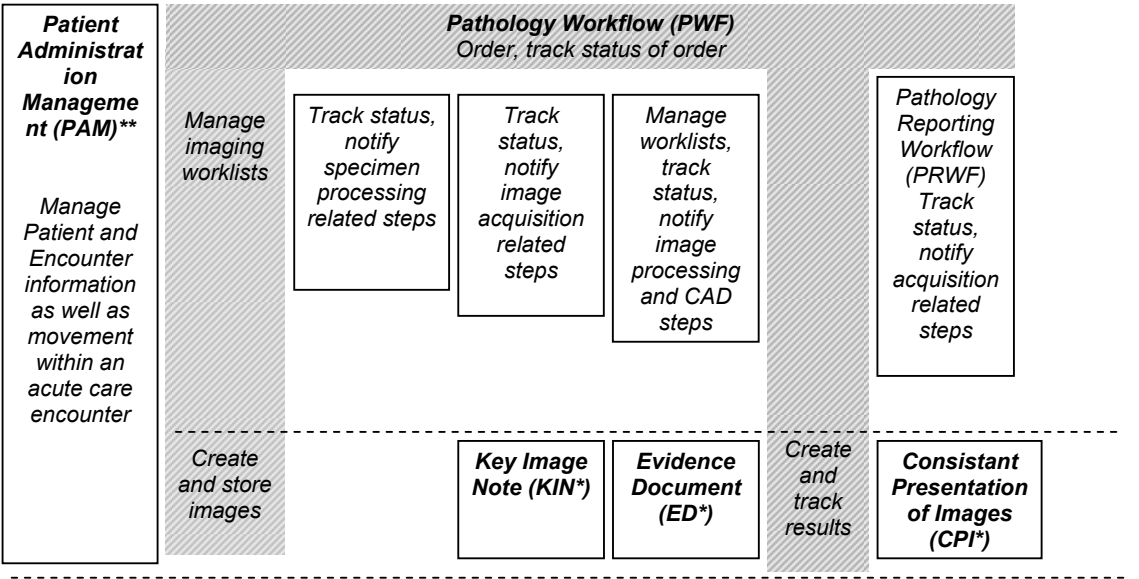 Patient
Administrat
ion
Manageme
nt (PAM)**
Manage
Patient and
Encounter
information
as well as
movement
within an
acute care
encounter
Pathology Workflow (PWF)
Order, track status of order
Manage
imaging
worklists
Track status,
notify
specimen
processing
related steps
Track
status,
notify
image
acquisition
related
steps
Manage
worklists,
track
status,
notify
image
processing
and CAD
steps
Pathology
Reporting
Workflow
(PRWF)
Track
status,
notify
acquisition
related
steps
Create
and store
images
Key Image
Note (KIN*)
Evidence
Document
(ED*)
Create
and
track
results
Consistant
Presentation
of Images
(CPI*)